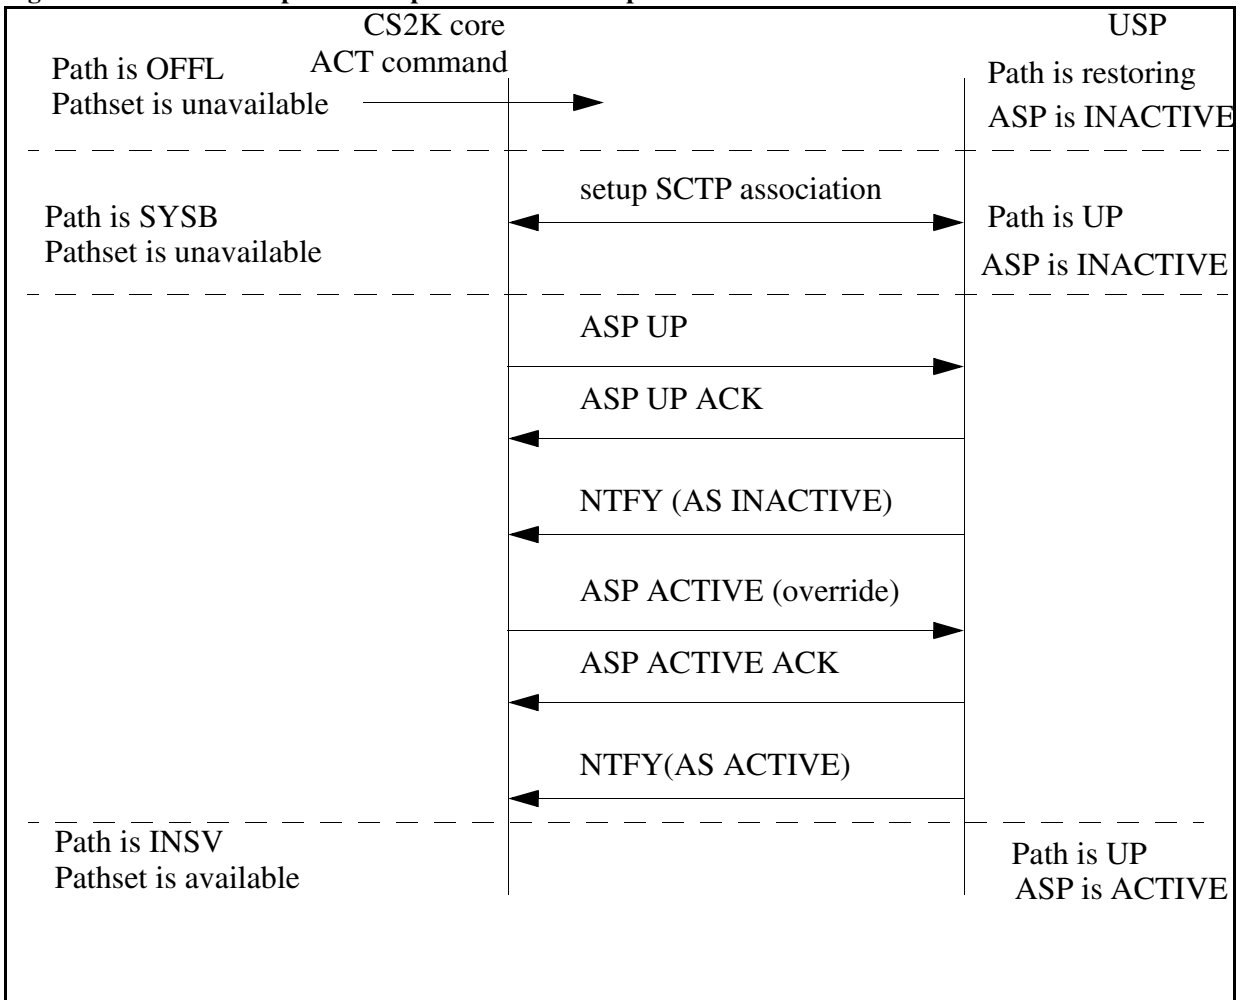 CS2K core
USP
ACT command
Path is OFFL
Pathset is unavailable
Path is restoring
ASP is INACTIVE
setup SCTP association
Path is SYSB
Pathset is unavailable
Path is UP
ASP is INACTIVE
ASP UP
ASP UP ACK
NTFY (AS INACTIVE)
ASP ACTIVE (override)
ASP ACTIVE ACK
NTFY(AS ACTIVE)
Path is INSV
Pathset is available
Path is UP
ASP is ACTIVE